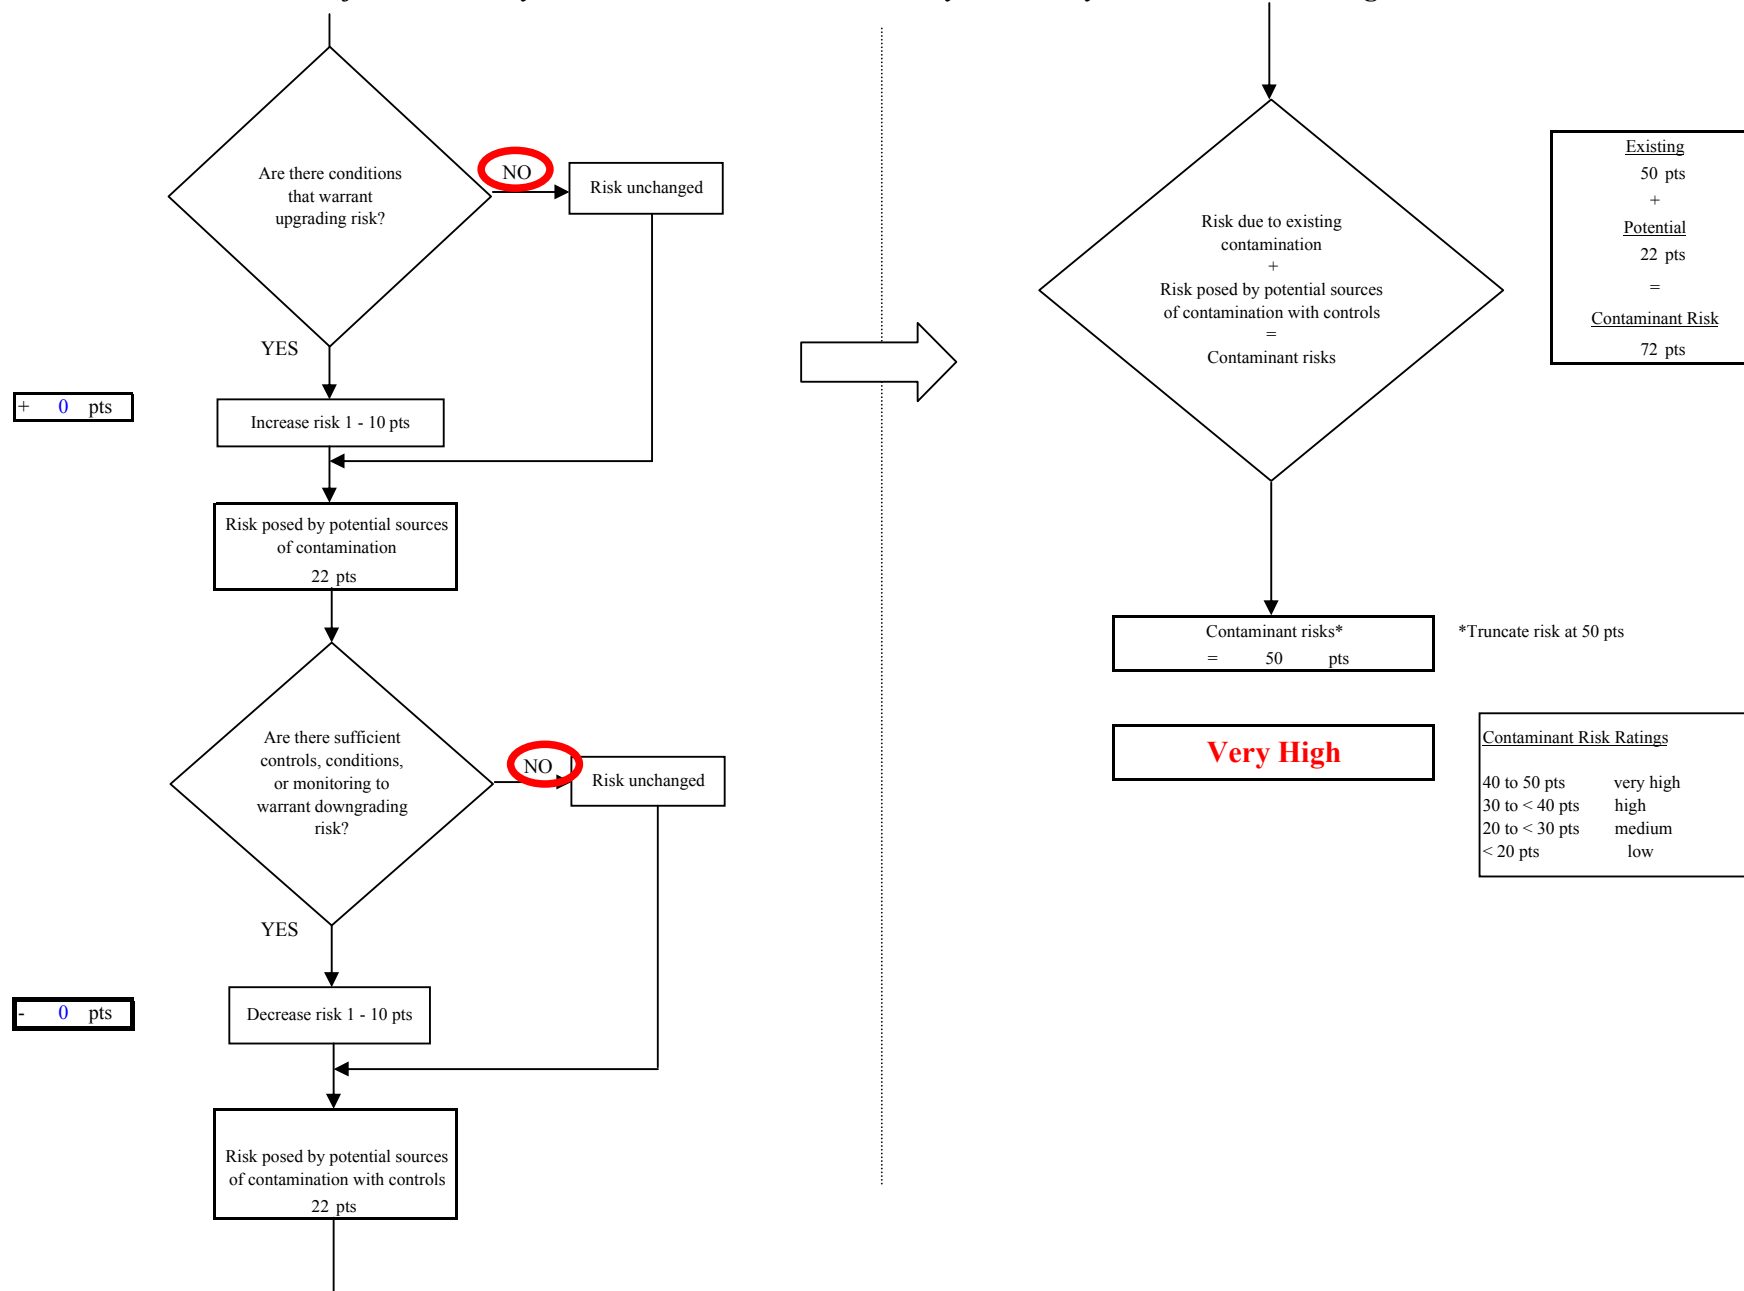 Are there conditions
that warrant
upgrading risk?
NO
Risk unchanged
YES
+ 0 pts
Increase risk 1 - 10 pts
Risk posed by potential sources
of contamination
22 pts
Are there sufficient
controls, conditions,
or monitoring to
warrant downgrading
risk?
NO
Risk unchanged
YES
- 0 pts
Decrease risk 1 - 10 pts
Risk posed by potential sources
of contamination with controls
22 pts
Risk due to existing
contamination
+
Risk posed by potential sources
of contamination with controls
=
Contaminant risks
Existing
50 pts
+
Potential
22 pts
=
Contaminant Risk
72 pts
Contaminant risks*
= 50 pts
*Truncate risk at 50 pts
Very High
Contaminant Risk Ratings
40 to 50 pts very high
30 to < 40 pts high
20 to < 30 pts medium
< 20 pts low